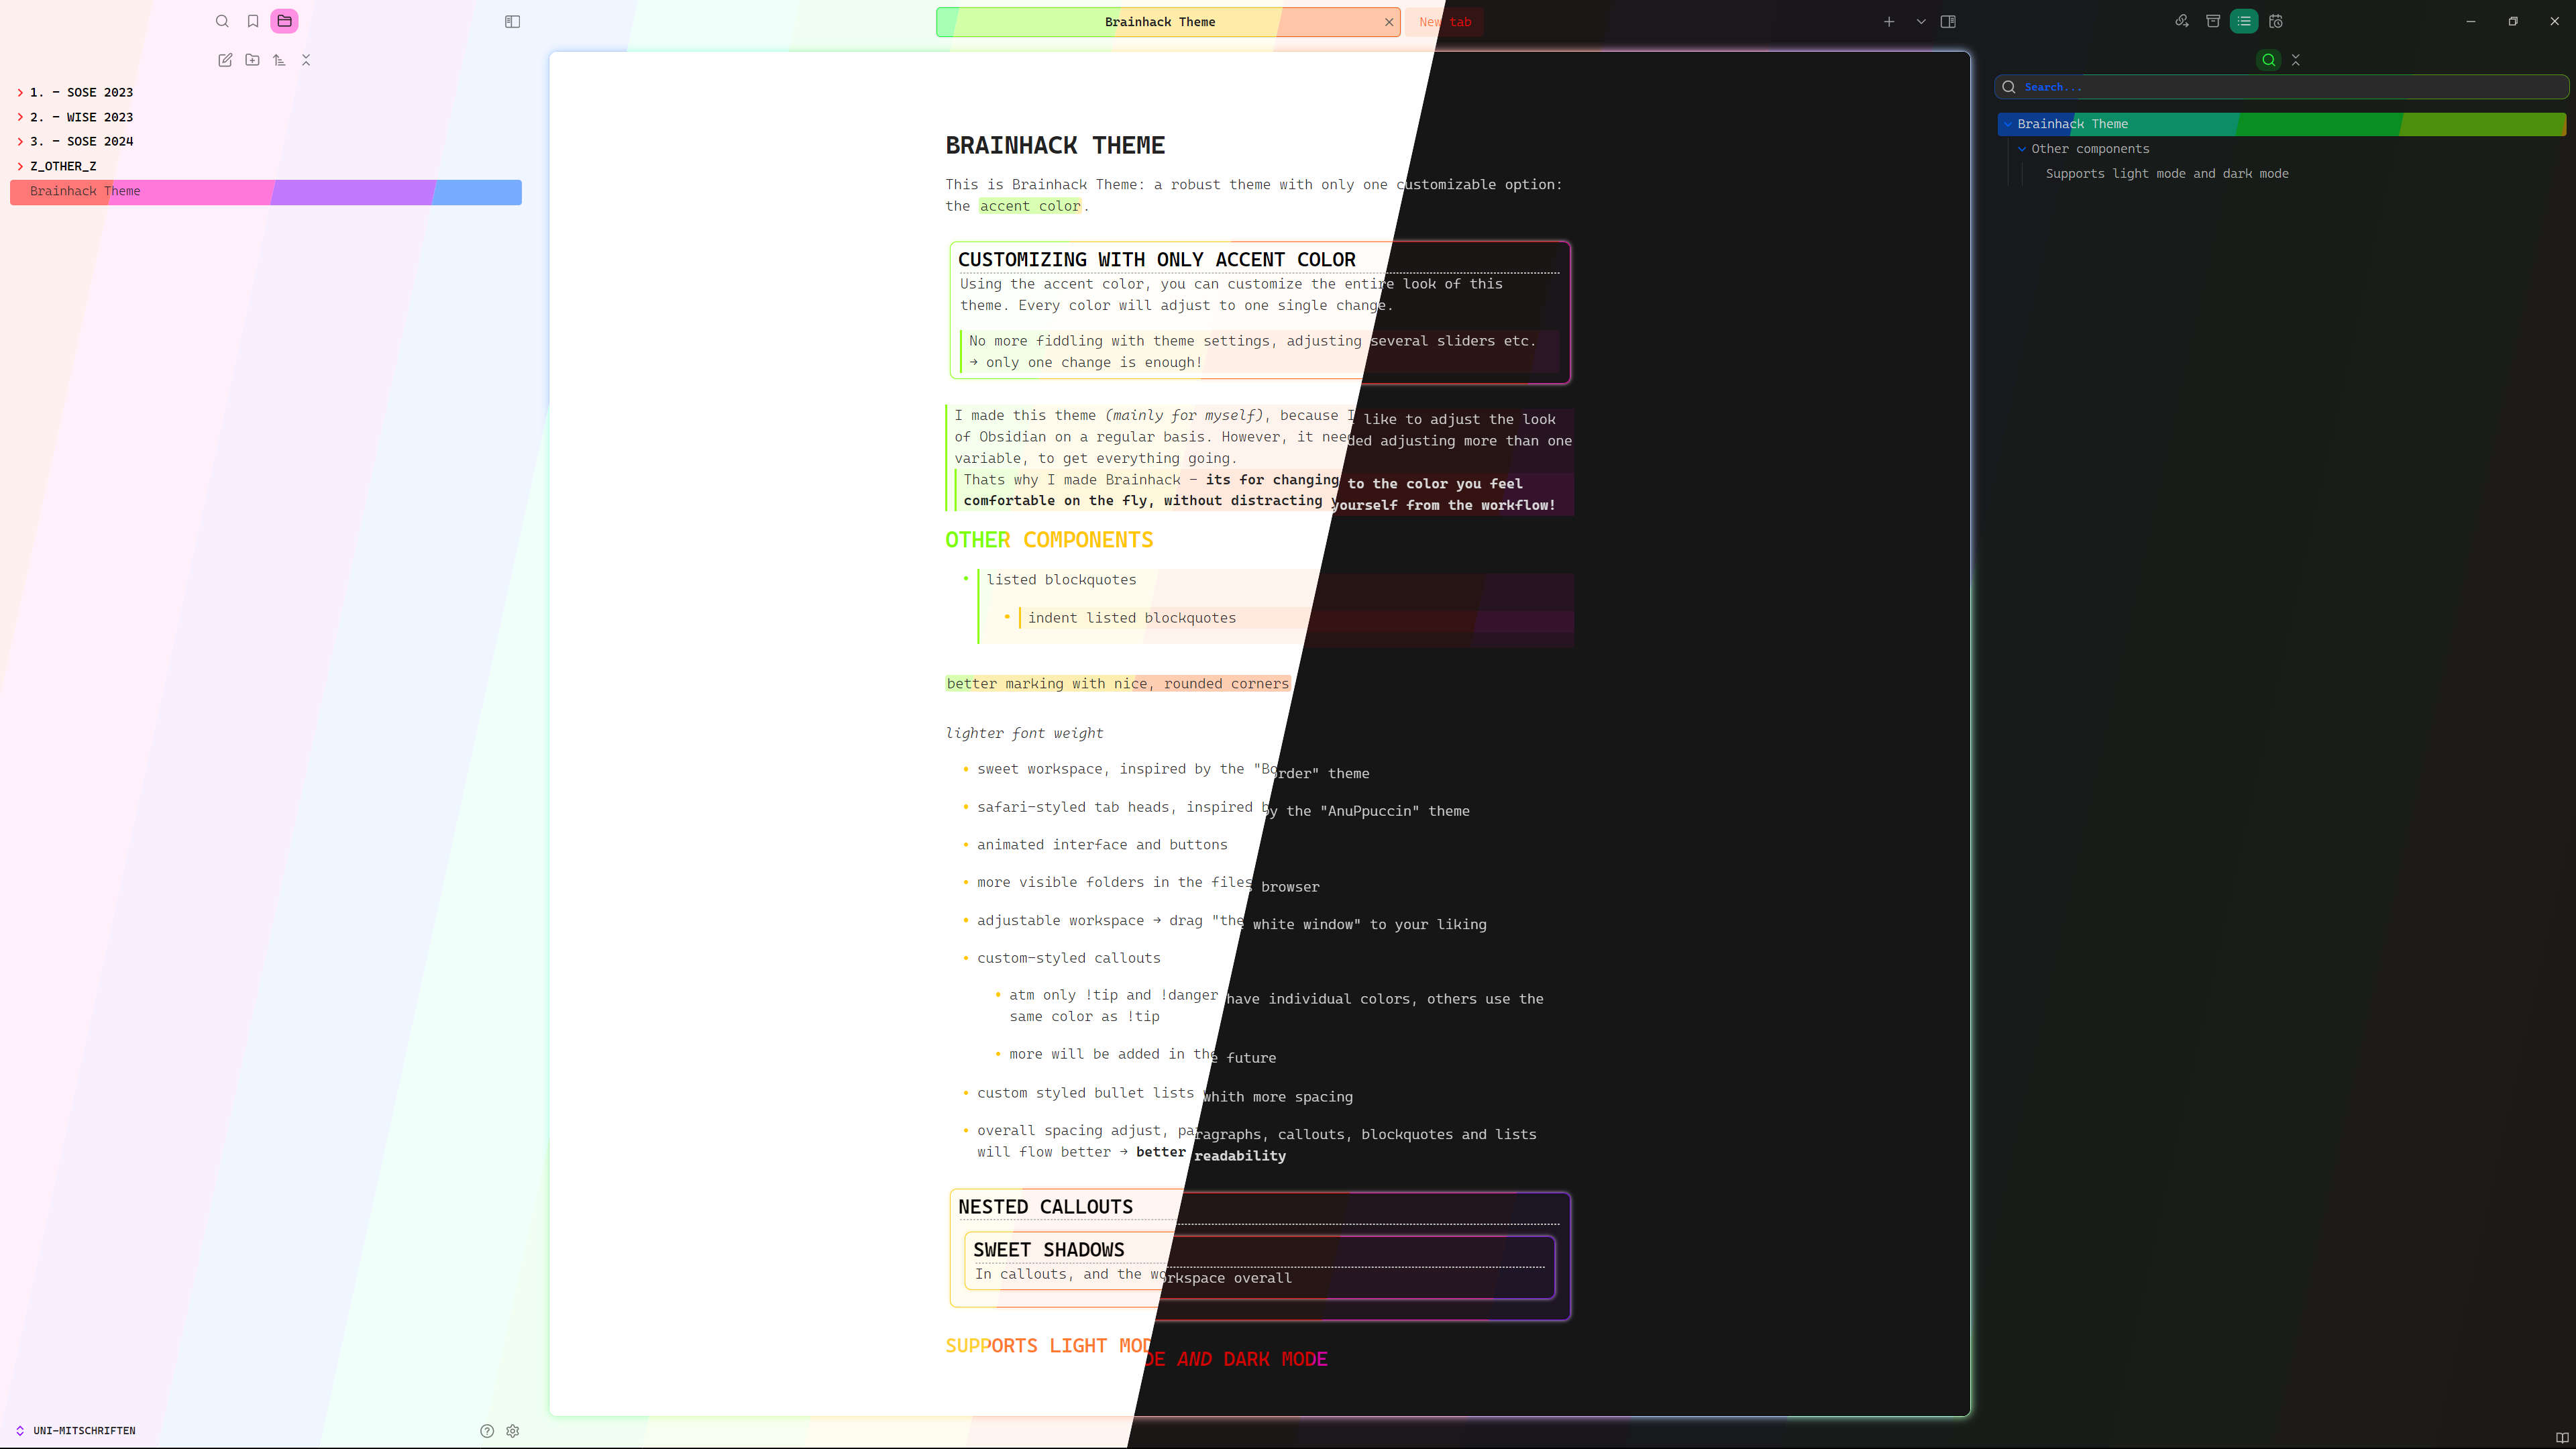 Brainhack Theme
New tab
1. - SOSE 2023
2. - WISE 2023
3. - SOSE 2024
Z_OTHER_Z
Brainhack Theme
BRAINHACK THEME
This is Brainhack Theme: a robust theme with only one customizable option:
the accent color.
CUSTOMIZING WITH ONLY ACCENT COLOR
Using the accent color, you can customize the entire look of this
theme. Every color will adjust to one single change.
No more fiddling with theme settings, adjusting several sliders etc.
→ only one change is enough!
I made this theme (mainly for myself), because I like to adjust the look
of Obsidian on a regular basis. However, it needed adjusting more than one
variable, to get everything going.
Thats why I made Brainhack - its for changing to the color you feel
comfortable on the fly, without distracting yourself from the workflow!
OTHER COMPONENTS
• listed blockquotes
• indent listed blockquotes
better marking with nice, rounded corners
lighter font weight
• sweet workspace, inspired by the "Border" theme
• safari-styled tab heads, inspired by the "AnuPpuccin" theme
• animated interface and buttons
• more visible folders in the files browser
• adjustable workspace → drag "the white window" to your liking
• custom-styled callouts
• atm only !tip and !danger have individual colors, others use the
same color as !tip
• more will be added in the future
• custom styled bullet lists whith more spacing
• overall spacing adjust, paragraphs, callouts, blockquotes and lists
will flow better → better readability
NESTED CALLOUTS
SWEET SHADOWS
In callouts, and the workspace overall
SUPPORTS LIGHT MODE AND DARK MODE
Search...
Brainhack Theme
Other components
Supports light mode and dark mode
UNI-MITSCHRIFTEN